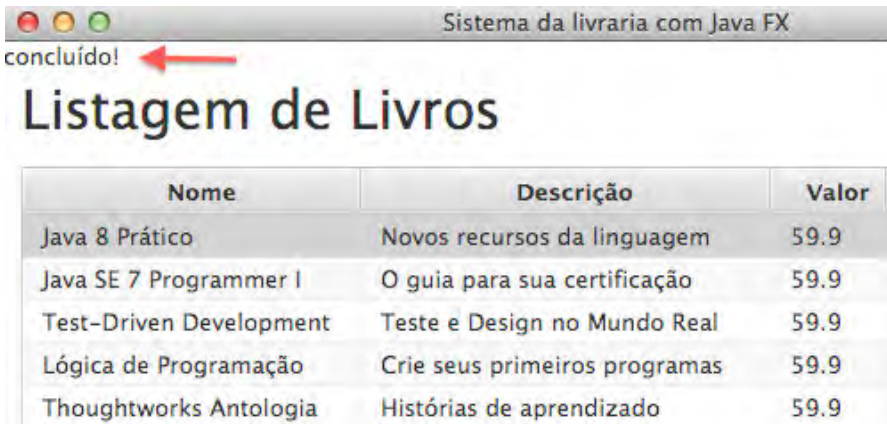 Sistema da livraria com Java FX
concluído!
Listagem de Livros
Nome Descrição Valor
Java 8 Prático Novos recursos da linguagem 59.9
Java SE 7 Programmer I O guia para sua certificação 59.9
Test-Driven Development Teste e Design no Mundo Real 59.9
Lógica de Programação Crie seus primeiros programas 59.9
Thoughtworks Antologia Histórias de aprendizado 59.9